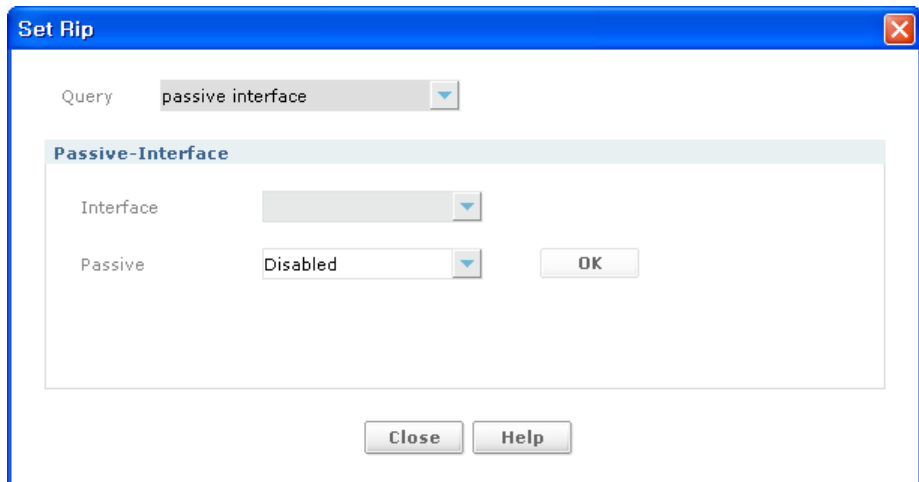 Set Rip
Query passive interface
Passive-Interface
Interface
Passive Disabled OK
Close Help